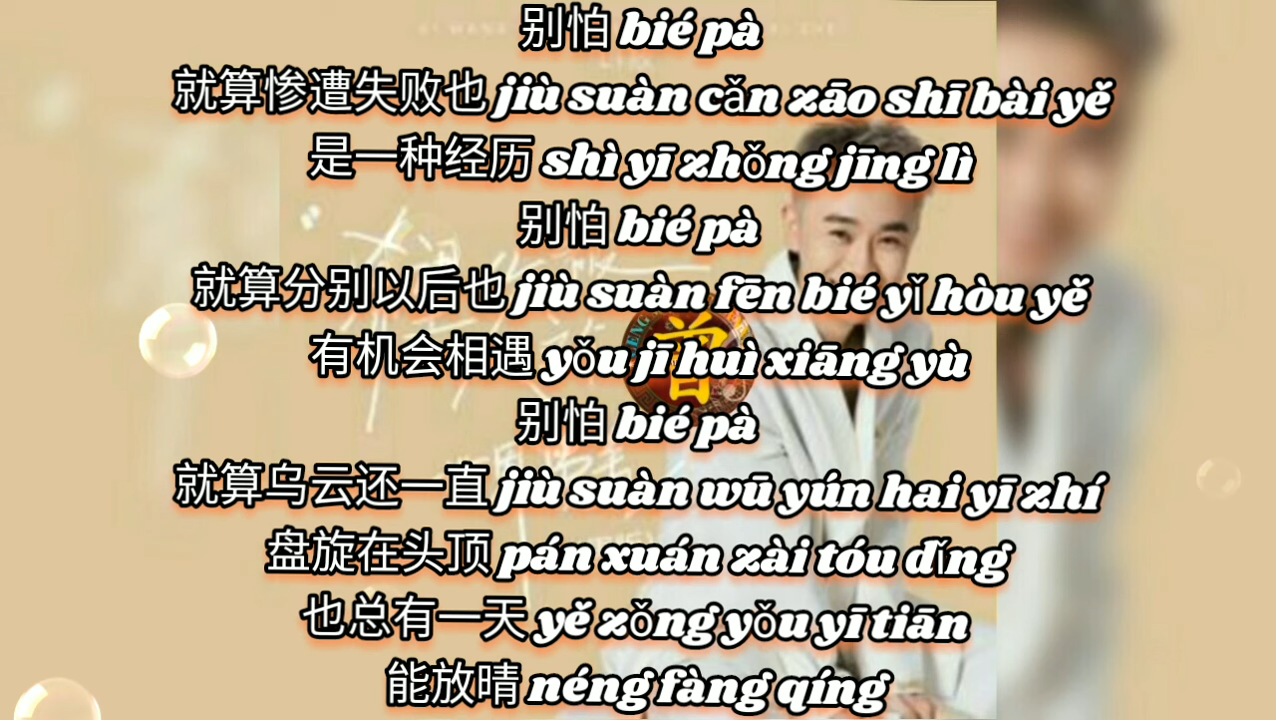 别怕 bié pà
就算惨遭失败也 jiù suàn cǎn zāo shī bài yě
是一种经历 shì yī zhǒng jīng lì
别怕 bié pà
就算分别以后也 jiù suàn fēn bié yǐ hòu yě
有机会相遇 yǒu jī huì xiāng yù
曾
别怕 bié pà
就算乌云还一直 jiù suàn wū yún hai yī zhí
盘旋在头顶 pán xuán zài tóu dǐng
也总有一天 yě zǒng yǒu yī tiān
能放晴 néng fàng qíng